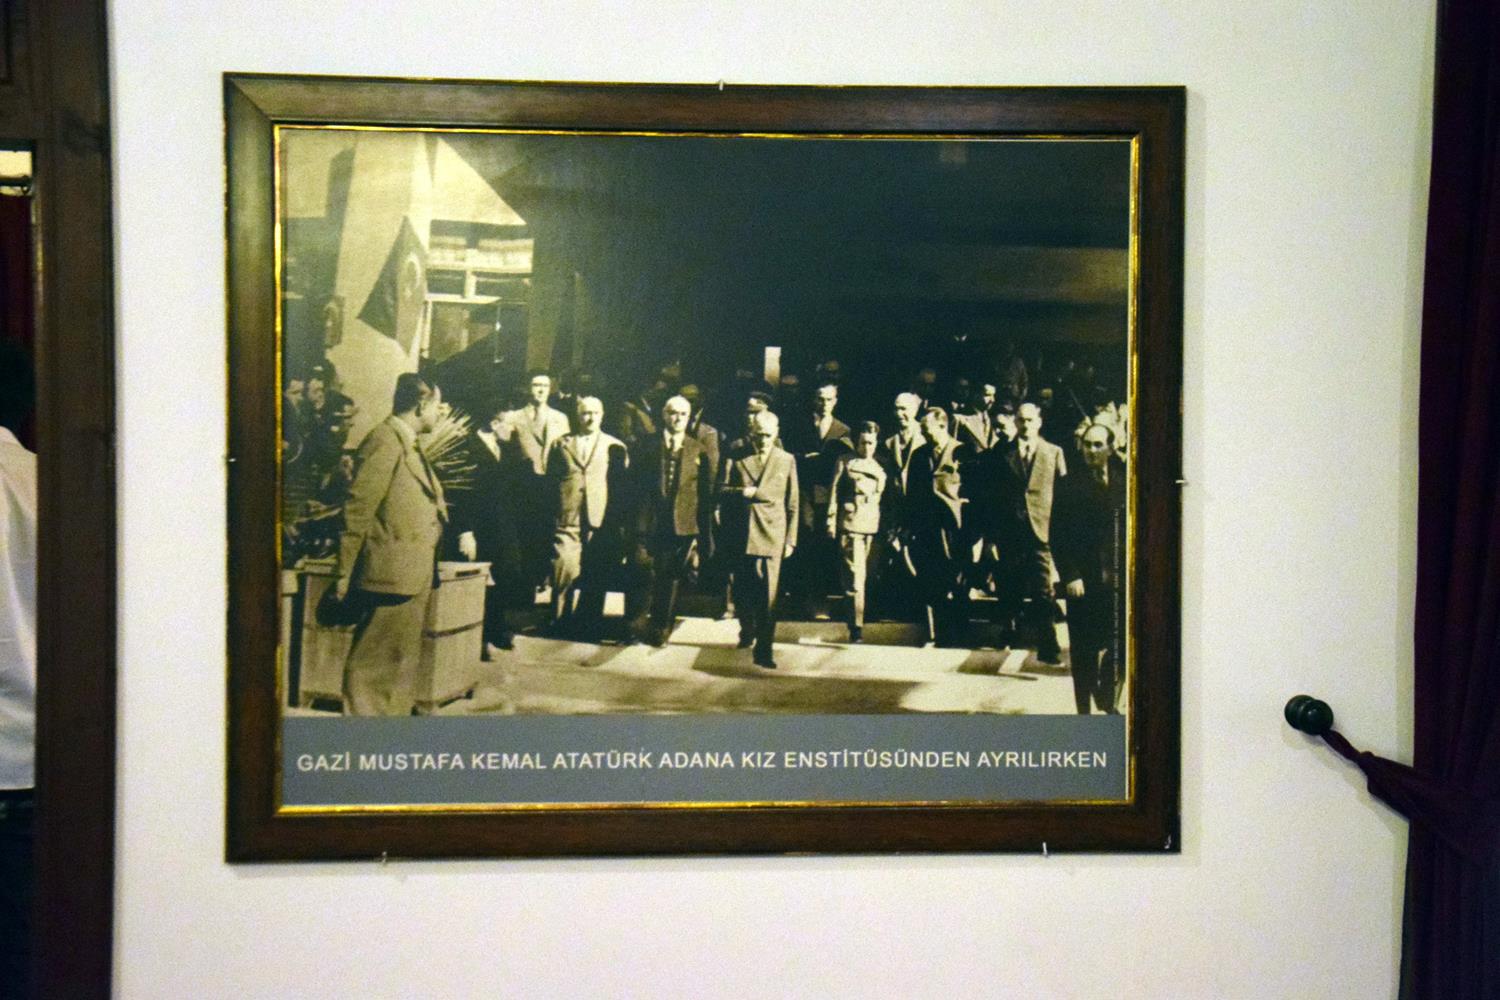 GAZİ MUSTAFA KEMAL ATATÜRK ADANA KIZ ENSTİTÜSÜNDEN AYRILIRKEN